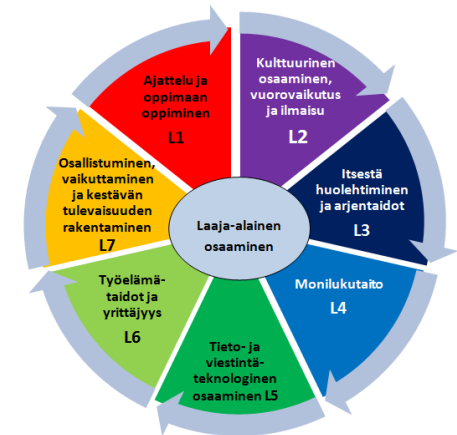 Ajattelu ja
oppimaan
oppiminen
L1
Kulttuurinen
osaaminen,
vuorovaikutus
ja ilmaisu
L2
Itsestä
huolehtiminen
ja arjentaidot
L3
Monilukutaito
L4
Tieto- ja
viestintä-
teknologinen
osaaminen L5
Työelämä-
taidot ja
yrittäjyys
L6
Osallistuminen,
vaikuttaminen
ja kestävän
tulevaisuuden
rakentaminen
L7
Laaja-alainen
osaaminen